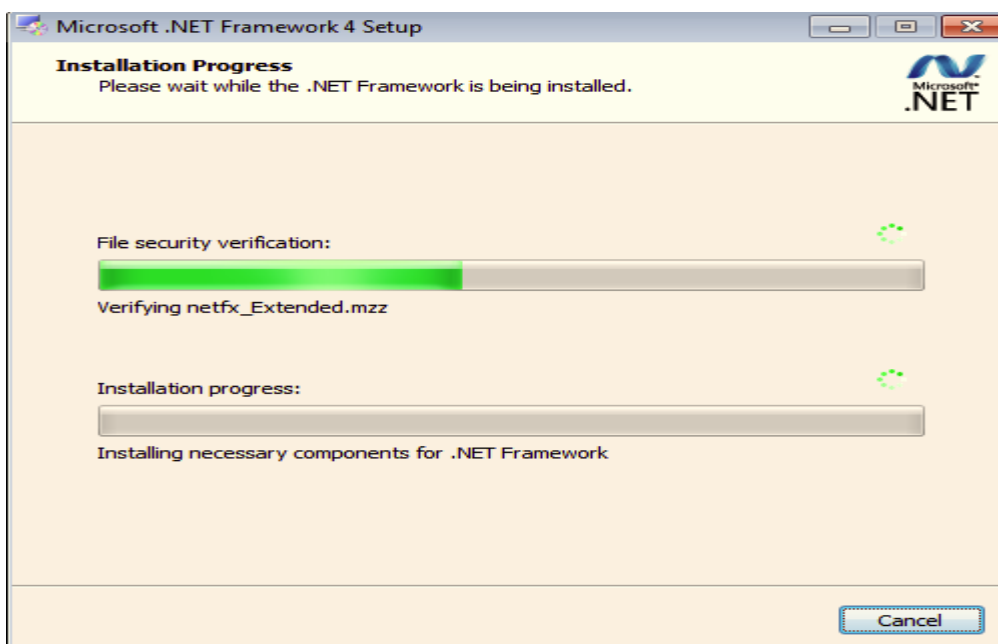 Microsoft .NET Framework 4 Setup
Installation Progress
Please wait while the .NET Framework is being installed.
Microsoft®
.NET
File security verification:
Verifying netfx_Extended.mzz
Installation progress:
Installing necessary components for .NET Framework
Cancel